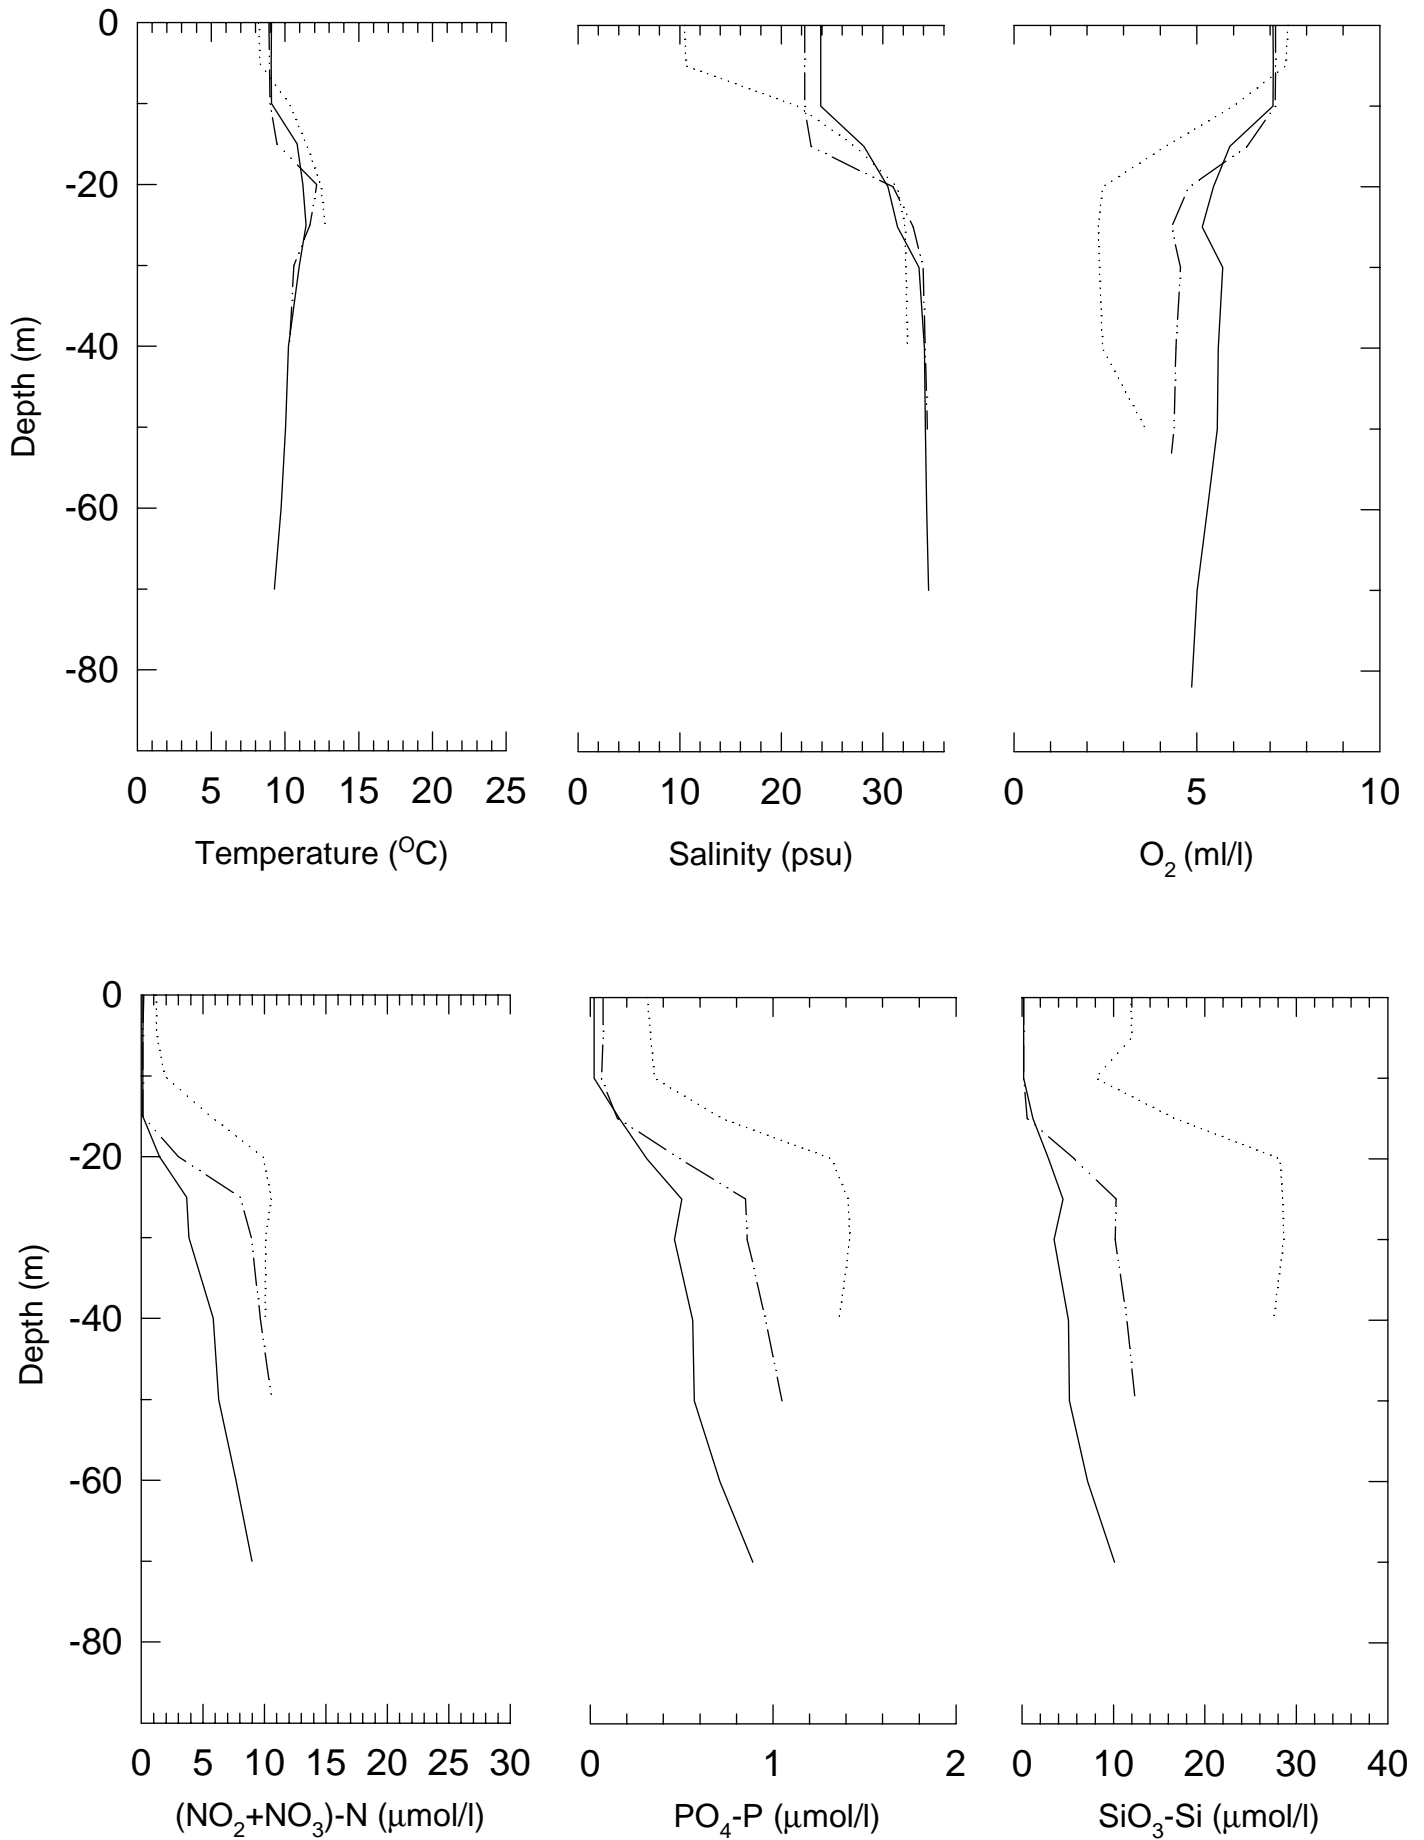 0
-20
-40
-60
-80
Depth (m)
0 5 10 15 20 25
Temperature (OC)
0 10 20 30
Salinity (psu)
0 5 10
O2 (ml/l)
0
-20
-40
-60
-80
Depth (m)
0 5 10 15 20 25 30
(NO2+NO3)-N (μmol/l)
0 1 2
PO4-P (μmol/l)
0 10 20 30 40
SiO3-Si (μmol/l)